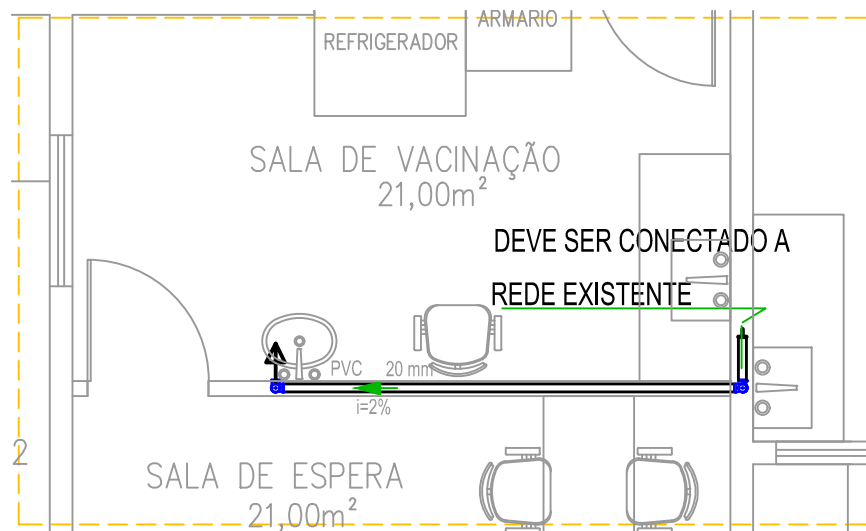 ARMARIO
REFRIGERADOR
SALA DE VACINAÇÃO
21,00m²
DEVE SER CONECTADO A
REDE EXISTENTE
PVC 20 mm
i=2%
2
SALA DE ESPERA
21,00m²